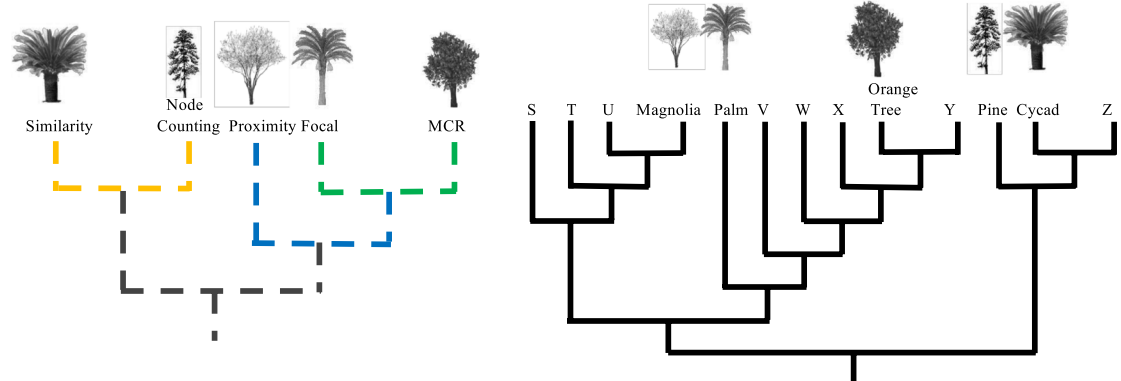 Node
Similarity Counting Proximity Focal MCR
Orange
S T U Magnolia Palm V W X Tree Y Pine Cycad Z